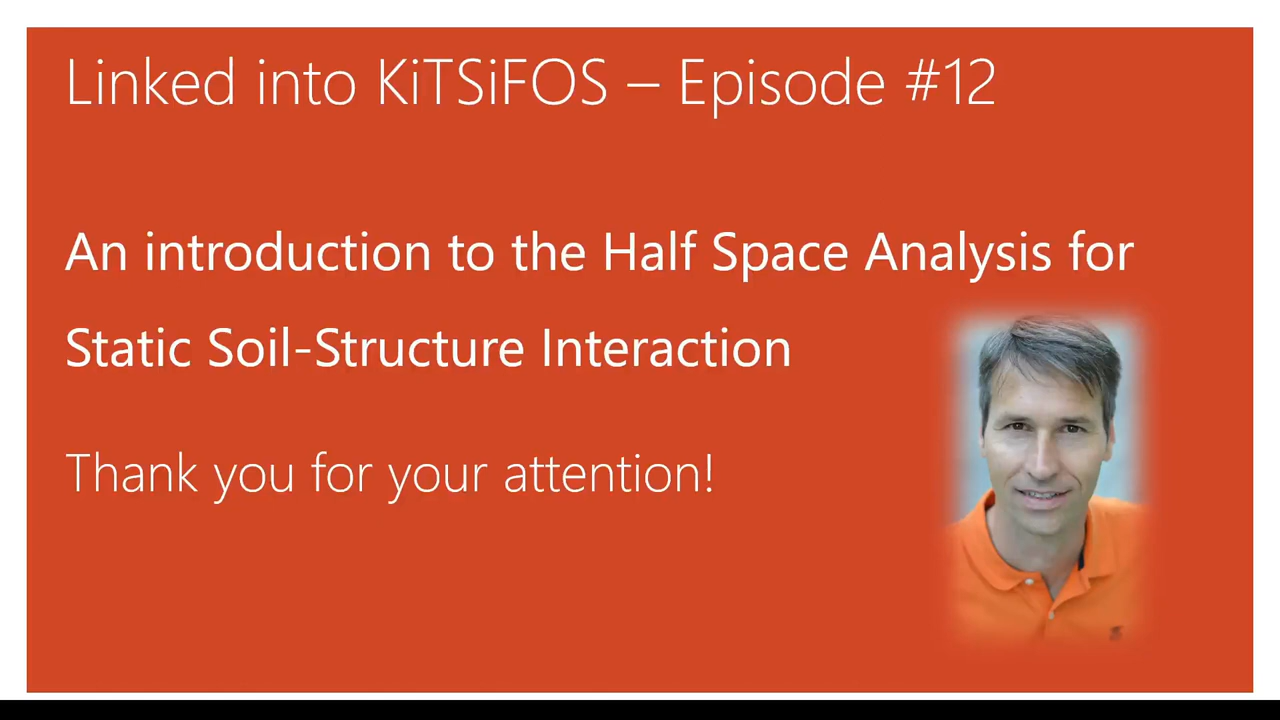 Linked into KiTSiFOS – Episode #12
An introduction to the Half Space Analysis for
Static Soil-Structure Interaction
Thank you for your attention!